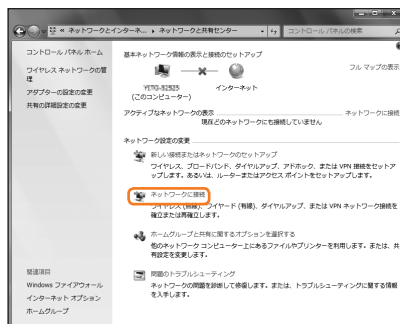 « ネットワークとインターネ... ▸ ネットワークと共有センター
コントロール パネルの検索
コントロール パネル ホーム
ワイヤレス ネットワークの管
理
アダプターの設定の変更
共有の詳細設定の変更
基本ネットワーク情報の表示と接続のセットアップ
フル マップの表示
(このコンピューター)
インターネット
アクティブなネットワークの表示
ネットワークに接続
現在どのネットワークにも接続していません
ネットワーク設定の変更
新しい接続またはネットワークのセットアップ
ワイヤレス、ブロードバンド、ダイヤルアップ、アドホック、または VPN 接続をセットア
ップします。あるいは、ルーターまたはアクセス ポイントをセットアップします。
ネットワークに接続
ワイヤレス (無線)、ワイヤード (有線)、ダイヤルアップ、または VPN ネットワーク接続を
確立または再確立します。
ホームグループと共有に関するオプションを選択する
他のネットワーク コンピューター上にあるファイルやプリンターを利用します。または、共
有設定を変更します。
問題のトラブルシューティング
ネットワークの問題を診断して修復します。または、トラブルシューティングに関する情報
を入手します。
関連項目
Windows ファイアウォール
インターネット オプション
ホームグループ